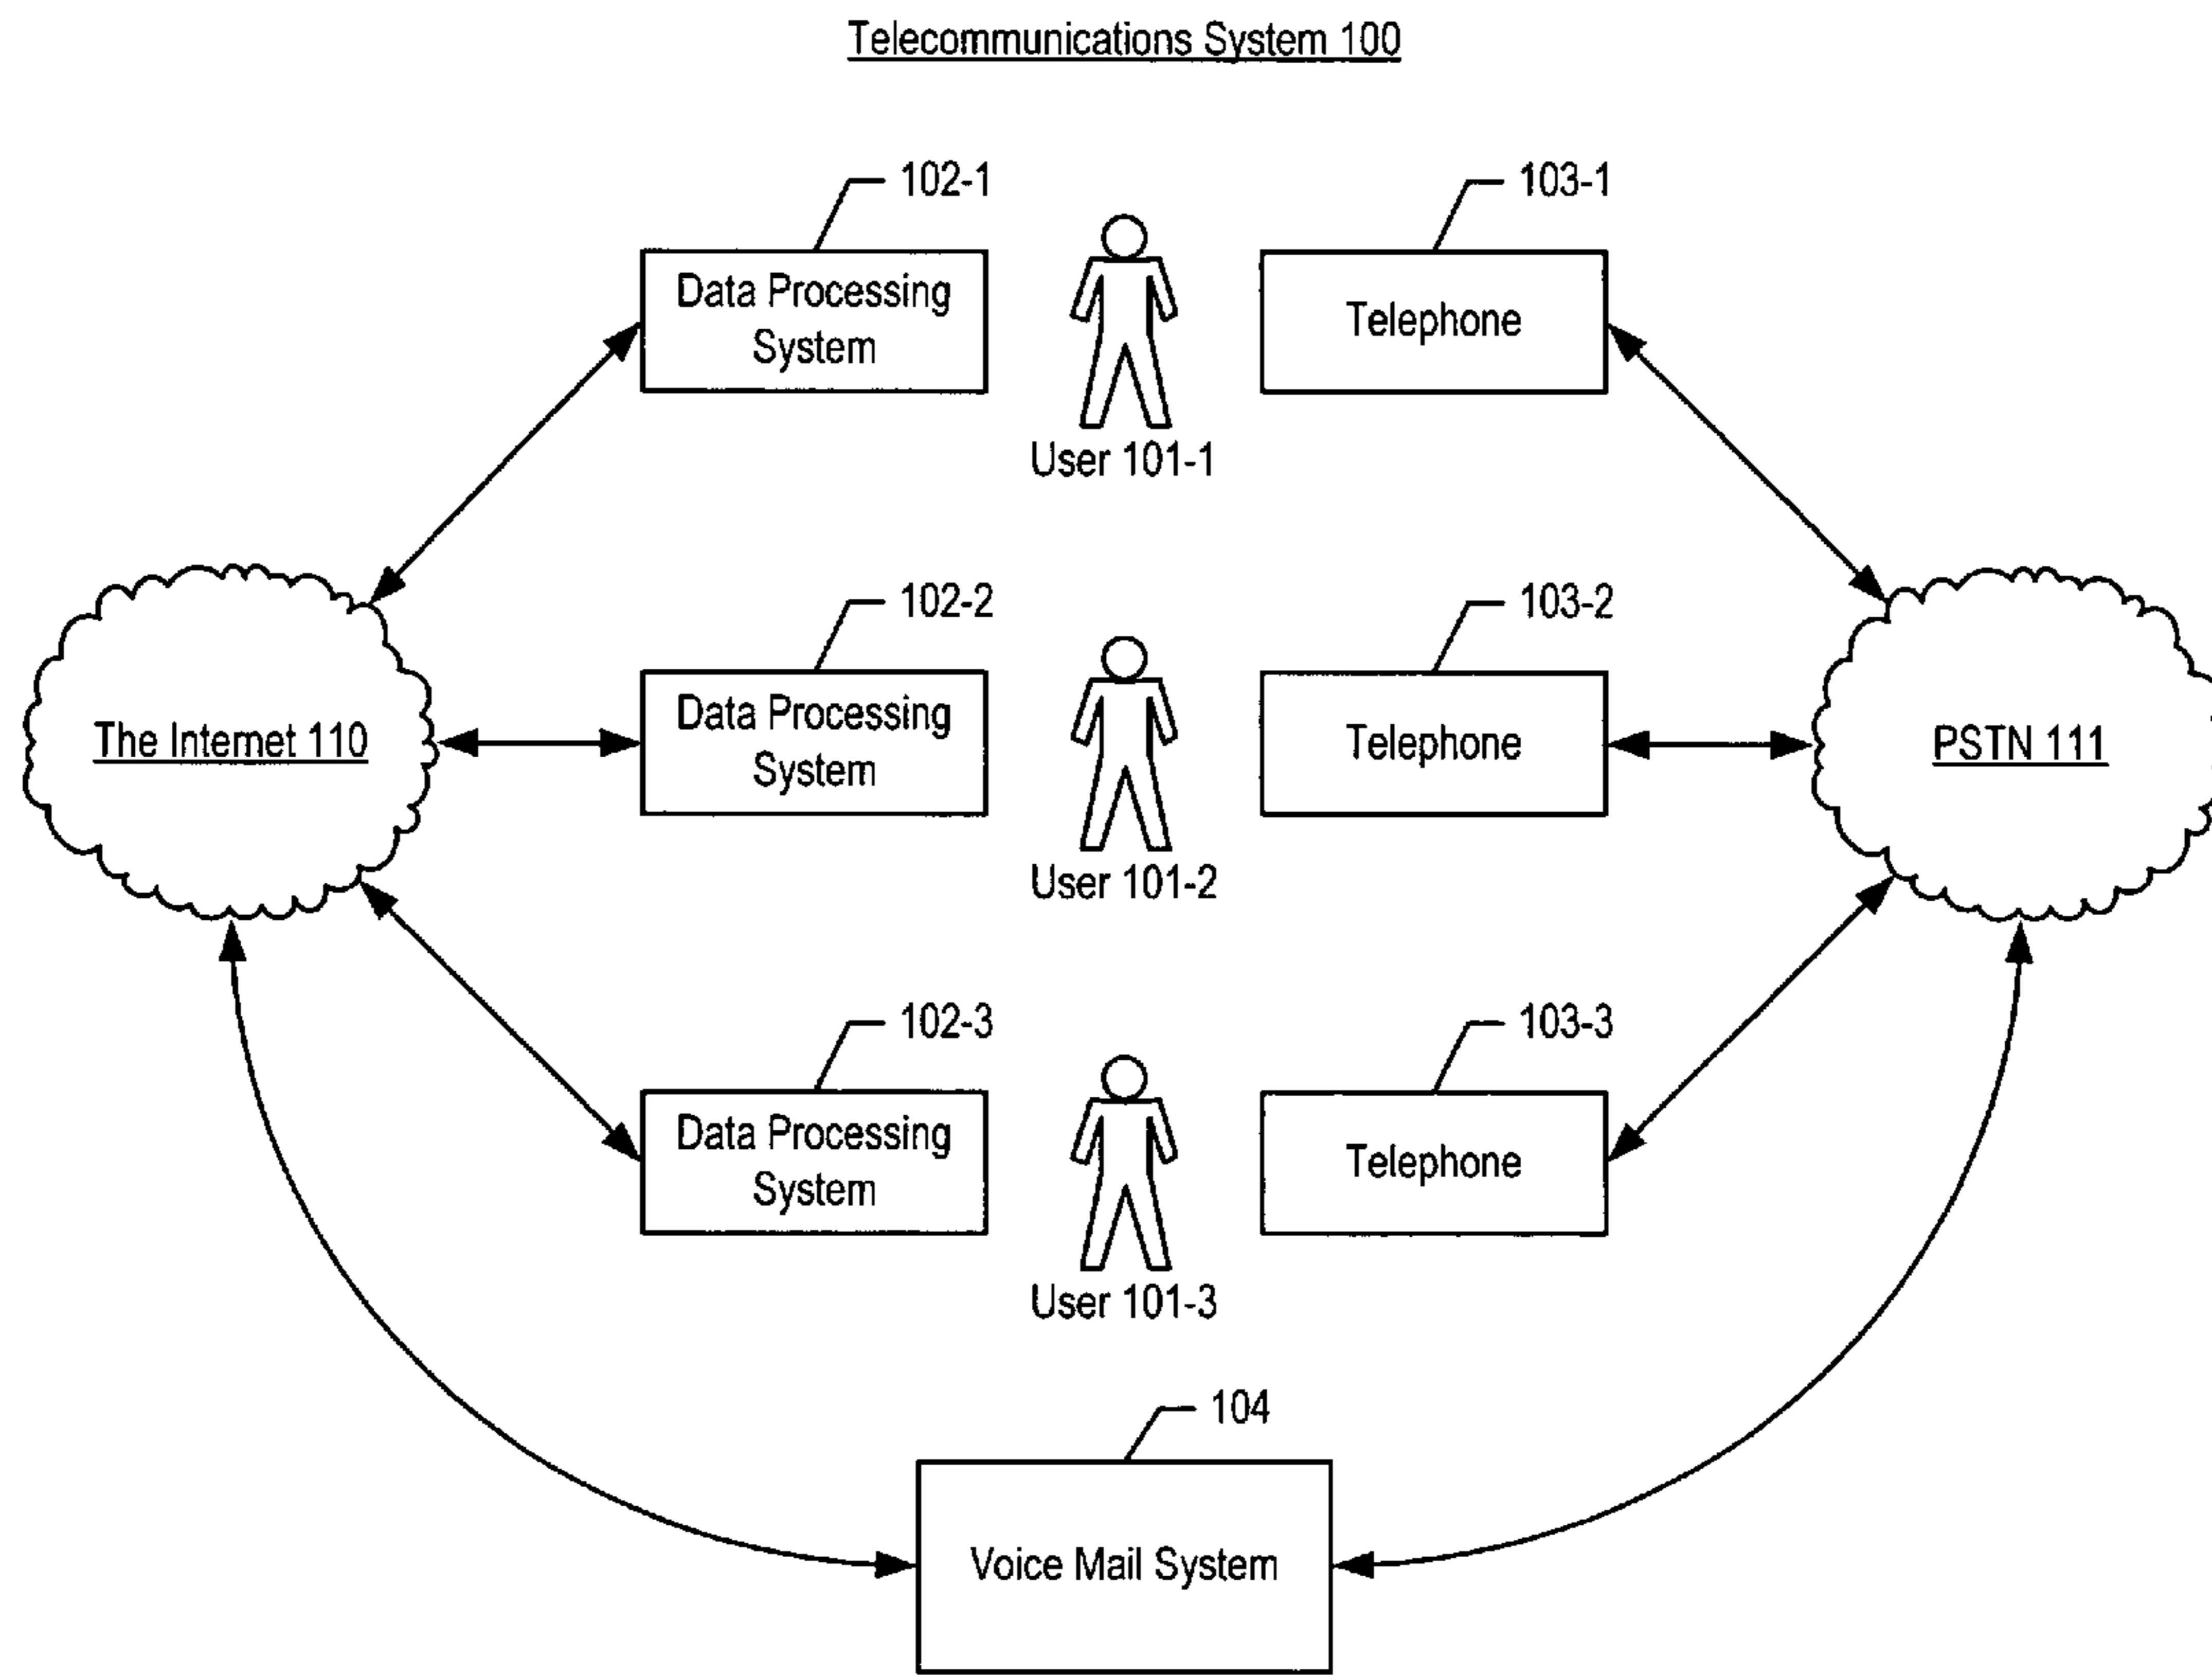 Telecommunications System 100
102-1
103-1
Data Processing
System
Telephone
User 101-1
102-2
103-2
The Internet 110
Data Processing
System
Telephone
PSTN 111
User 101-2
102-3
103-3
Data Processing
System
Telephone
User 101-3
104
Voice Mail System